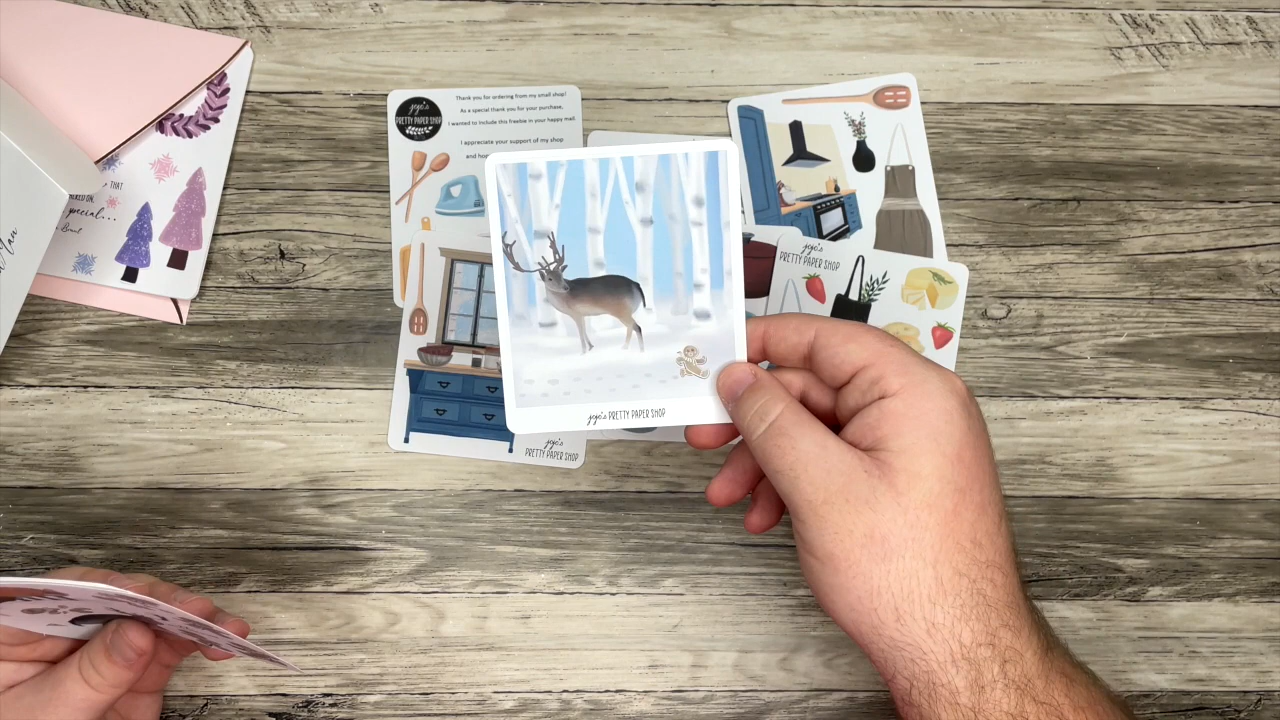 jojo's
PRETTY PAPER SHOP
Thank you for ordering from my small shop!
As a special thank you for your purchase,
I wanted to include this freebie in your happy mail.
I appreciate your support of my shop
and
THAT
special...
jojo's PRETTY PAPER SHOP
jojo's
PRETTY PAPER SHOP
jojo's
PRETTY PAPER SHOP